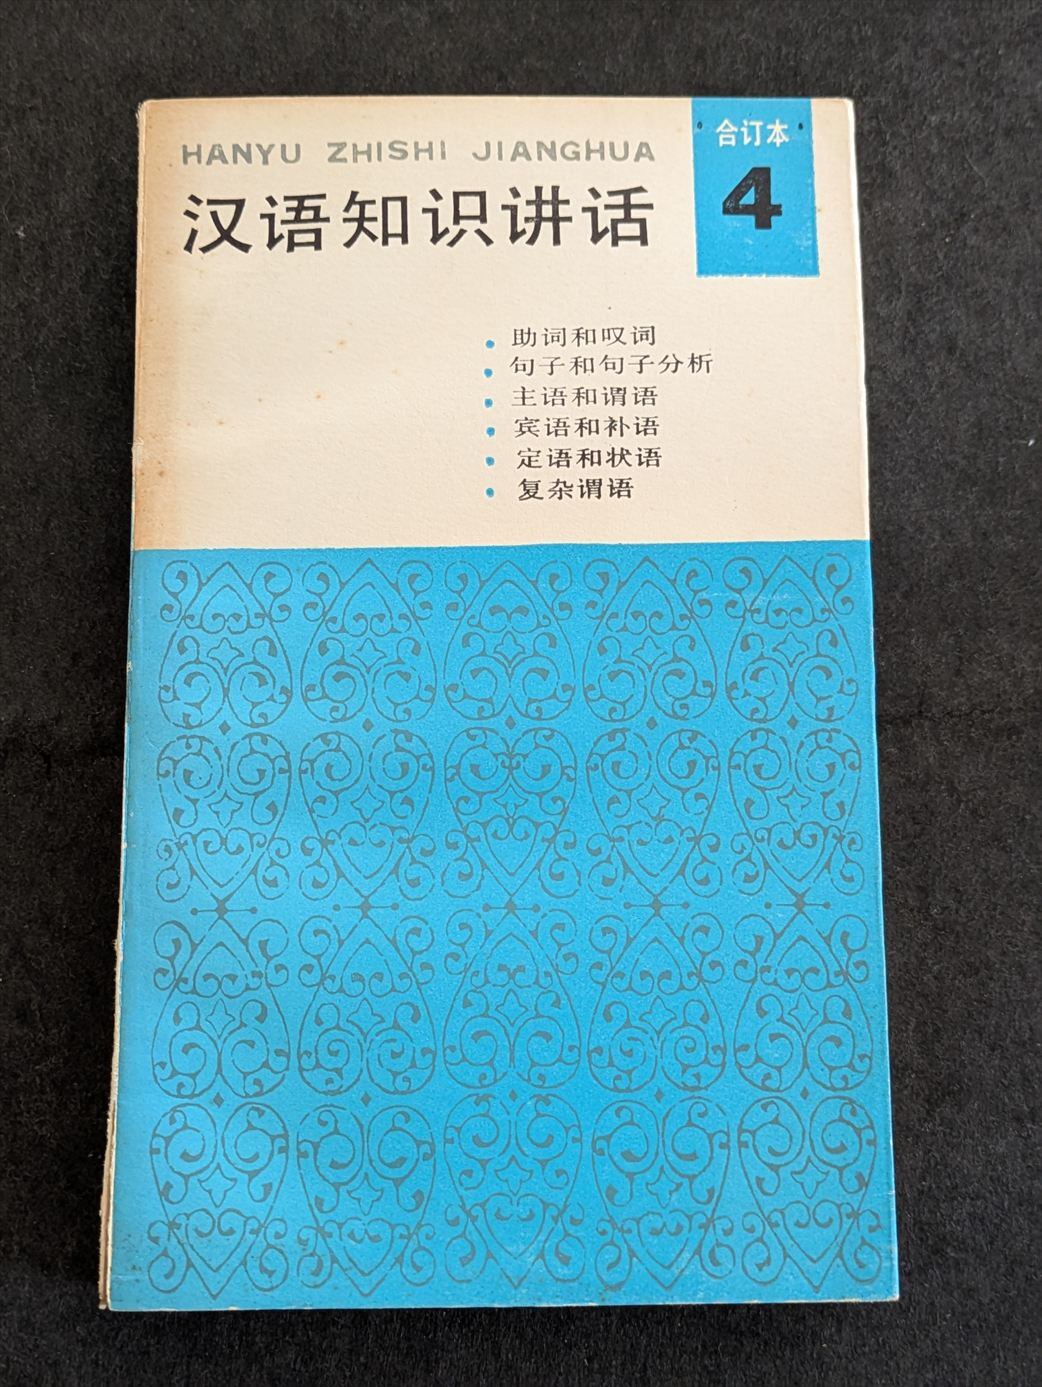 HANYU ZHISHI JIANGHUA
汉语知识讲话
合订本
4
助词和叹词
句子和句子分析
主语和谓语
宾语和补语
定语和状语
复杂谓语